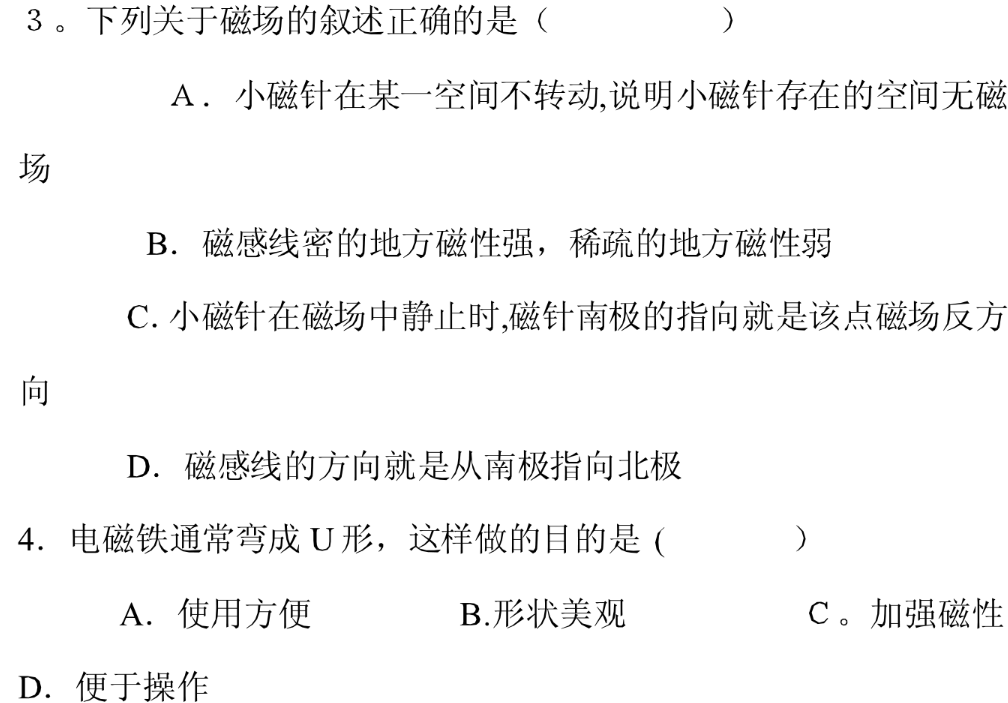 3。下列关于磁场的叙述正确的是（ ）
A．小磁针在某一空间不转动,说明小磁针存在的空间无磁
场
B．磁感线密的地方磁性强，稀疏的地方磁性弱
C. 小磁针在磁场中静止时,磁针南极的指向就是该点磁场反方
向
D．磁感线的方向就是从南极指向北极
4．电磁铁通常弯成 U 形，这样做的目的是 ( ）
A．使用方便 B.形状美观 C。加强磁性
D．便于操作